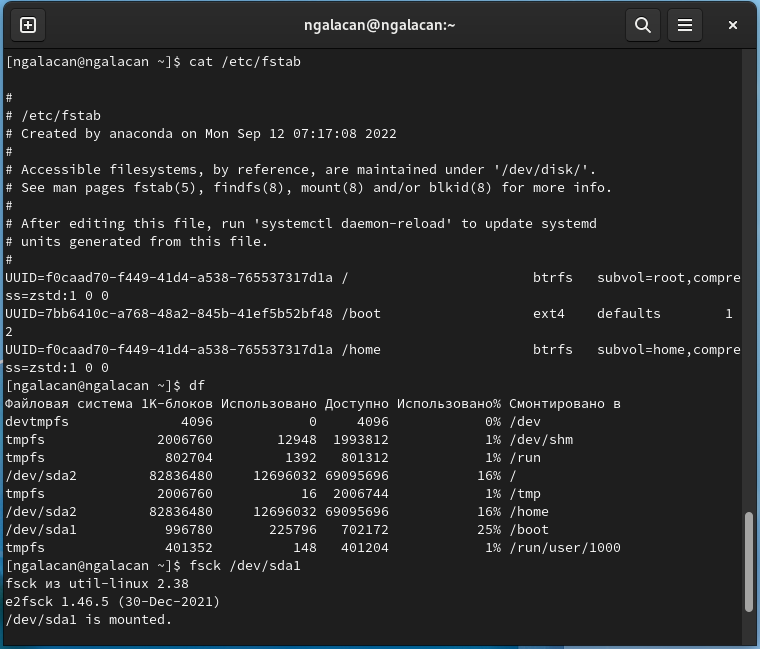 ngalacan@ngalacan:~
[ngalacan@ngalacan ~]$ cat /etc/fstab
#
# /etc/fstab
# Created by anaconda on Mon Sep 12 07:17:08 2022
#
# Accessible filesystems, by reference, are maintained under '/dev/disk/'.
# See man pages fstab(5), findfs(8), mount(8) and/or blkid(8) for more info.
#
# After editing this file, run 'systemctl daemon-reload' to update systemd
# units generated from this file.
#
UUID=f0caad70-f449-41d4-a538-765537317d1a / btrfs subvol=root,compre
ss=zstd:1 0 0
UUID=7bb6410c-a768-48a2-845b-41ef5b52bf48 /boot ext4 defaults 1
2
UUID=f0caad70-f449-41d4-a538-765537317d1a /home btrfs subvol=home,compre
ss=zstd:1 0 0
[ngalacan@ngalacan ~]$ df
Файловая система 1K-блоков Использовано Доступно Использовано% Смонтировано в
devtmpfs 4096 0 4096 0% /dev
tmpfs 2006760 12948 1993812 1% /dev/shm
tmpfs 802704 1392 801312 1% /run
/dev/sda2 82836480 12696032 69095696 16% /
tmpfs 2006760 16 2006744 1% /tmp
/dev/sda2 82836480 12696032 69095696 16% /home
/dev/sda1 996780 225796 702172 25% /boot
tmpfs 401352 148 401204 1% /run/user/1000
[ngalacan@ngalacan ~]$ fsck /dev/sda1
fsck из util-linux 2.38
e2fsck 1.46.5 (30-Dec-2021)
/dev/sda1 is mounted.